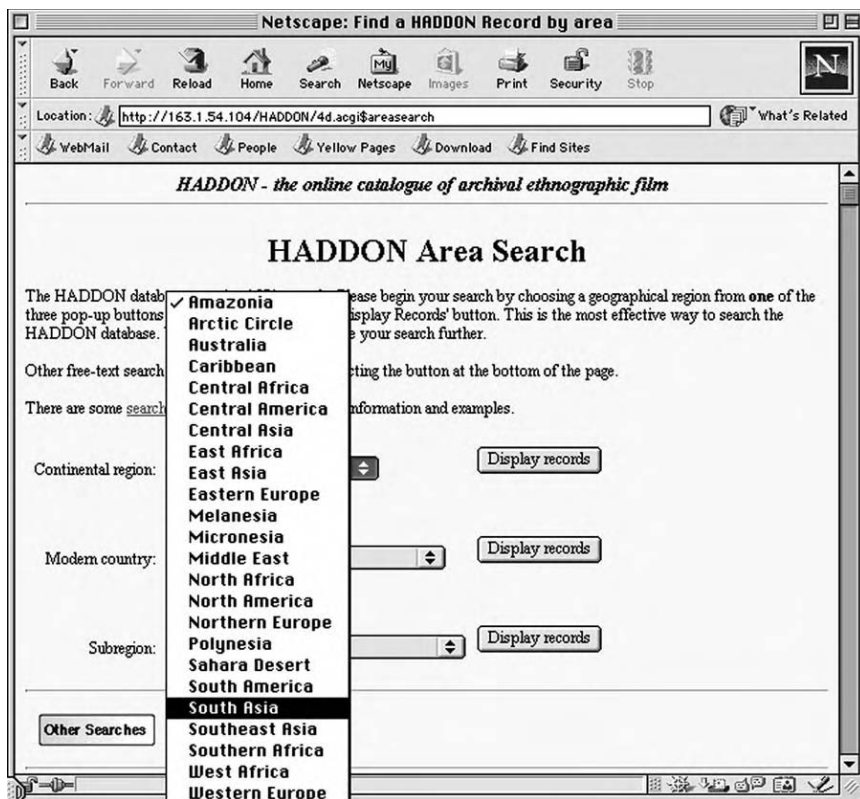 Netscape: Find a HADDON Record by area
Back Forward Reload Home Search Netscape Images Print Security Stop
My
N
Location: http://163.1.54.104/HADDON/4d.acgi$areasearch What's Related
WebMail Contact People Yellow Pages Download Find Sites
HADDON - the online catalogue of archival ethnographic film
HADDON Area Search
The HADDON datab ease begin your search by choosing a geographical region from one of the
three pop-up buttons isplay Records' button. This is the most effective way to search the
HADDON database. e your search further.
Other free-text search cting the button at the bottom of the page.
There are some search nformation and examples.
Continental region: Display records
Modern country: Display records
Subregion: Display records
Other Searches
✓ Amazonia
Arctic Circle
Australia
Caribbean
Central Africa
Central America
Central Asia
East Africa
East Asia
Eastern Europe
Melanesia
Micronesia
Middle East
North Africa
North America
Northern Europe
Polynesia
Sahara Desert
South America
South Asia
Southeast Asia
Southern Africa
West Africa
Western Europe